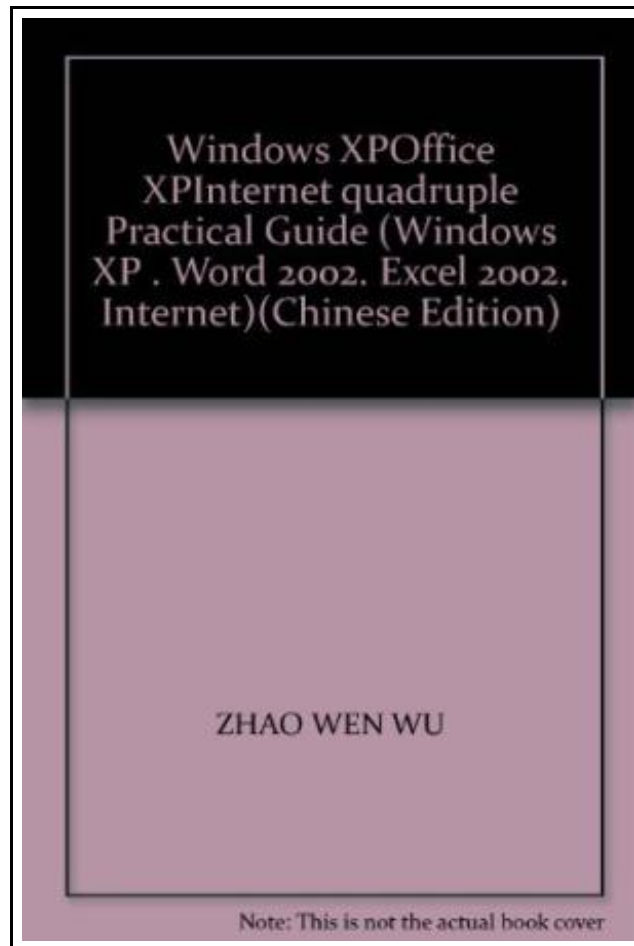 Windows XPOffice
XPInternet quadruple
Practical Guide (Windows
XP . Word 2002. Excel 2002.
Internet)(Chinese Edition)
ZHAO WEN WU
Note: This is not the actual book cover